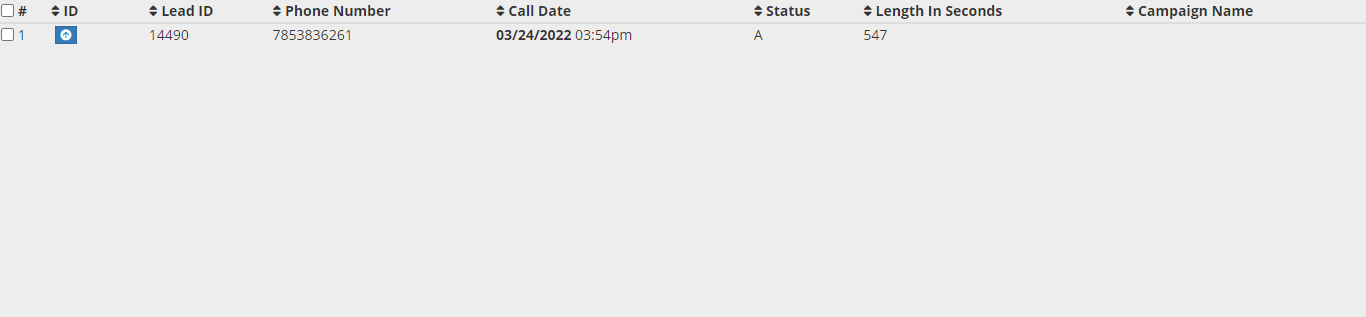 # ID Lead ID Phone Number Call Date Status Length In Seconds Campaign Name
1 14490 7853836261 03/24/2022 03:54pm A 547